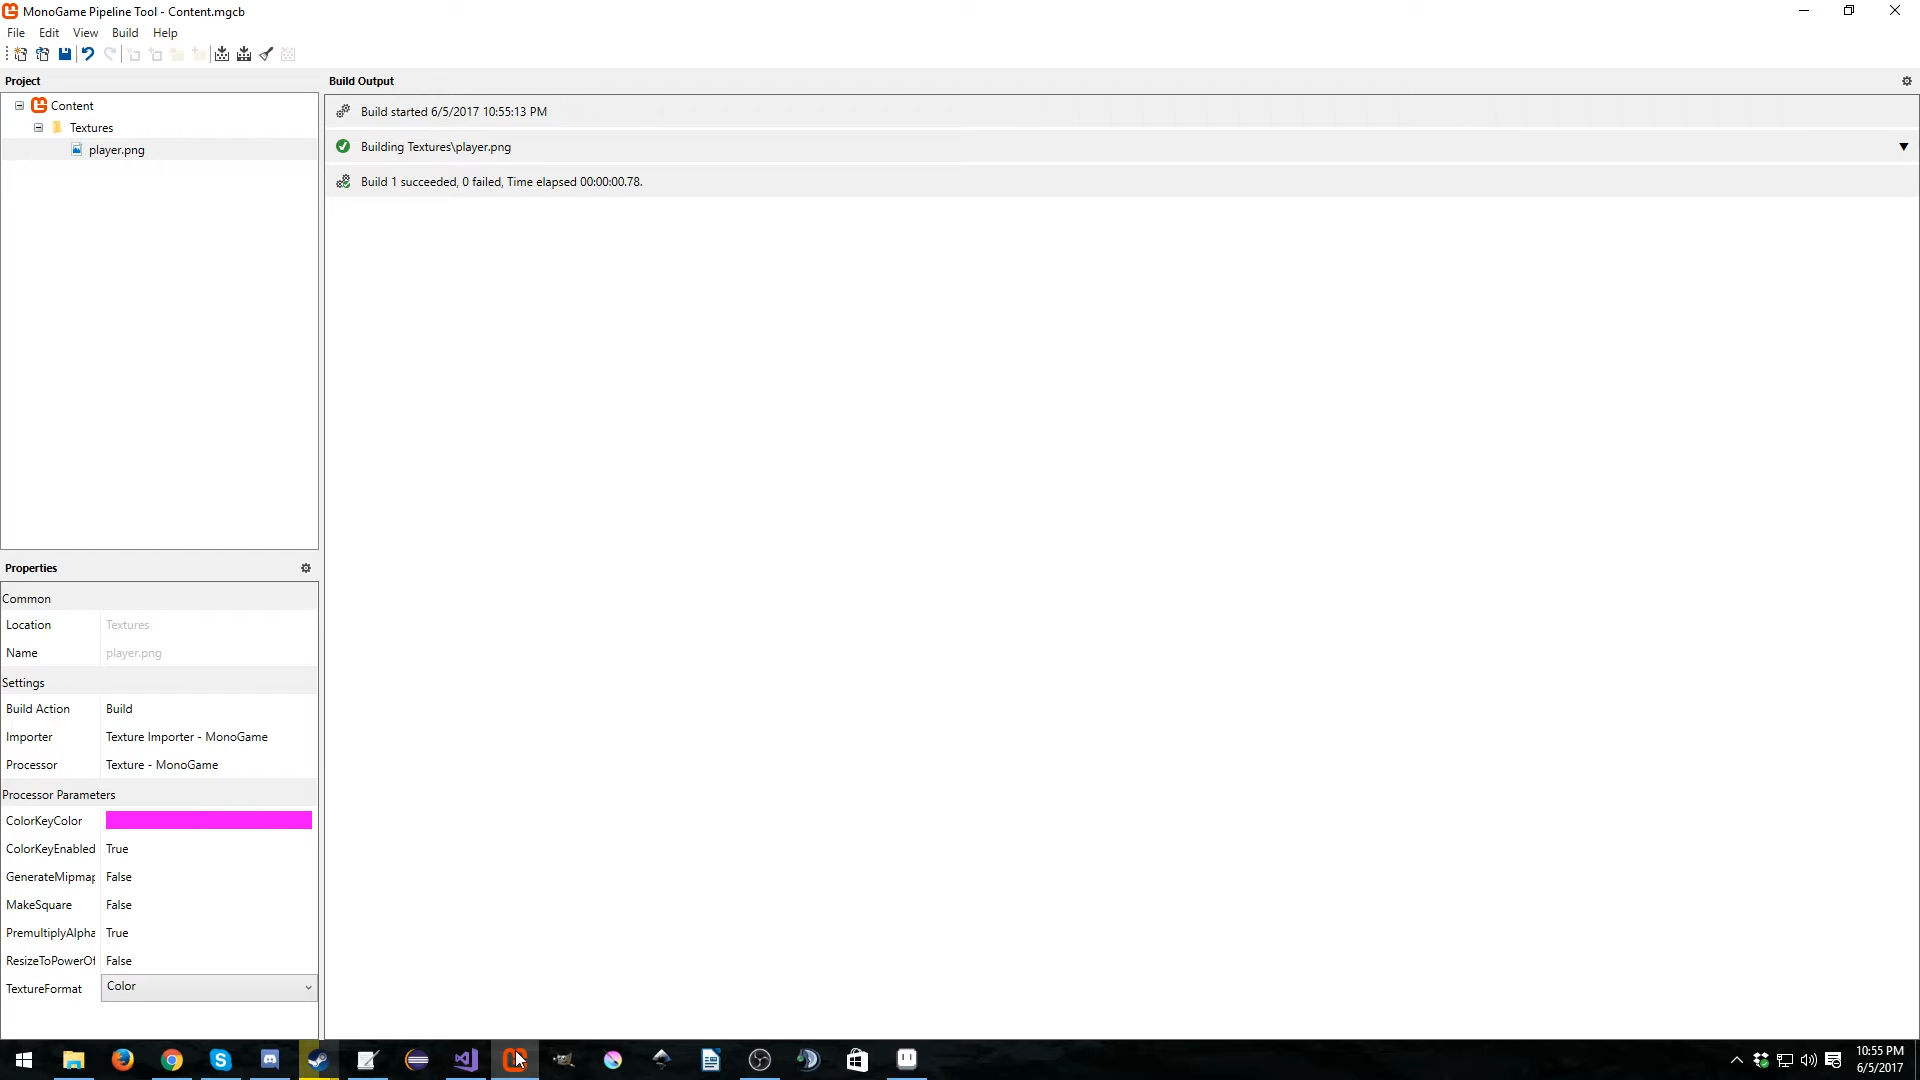 MonoGame Pipeline Tool - Content.mgcb
File Edit View Build Help
Project
Content
Textures
player.png
Build Output
Build started 6/5/2017 10:55:13 PM
Building Textures\player.png
Build 1 succeeded, 0 failed, Time elapsed 00:00:00.78.
Properties
Common
Location Textures
Name player.png
Settings
Build Action Build
Importer Texture Importer - MonoGame
Processor Texture - MonoGame
Processor Parameters
ColorKeyColor
ColorKeyEnabled True
GenerateMipmap False
MakeSquare False
PremultiplyAlpha True
ResizeToPowerOf False
TextureFormat Color
10:55 PM
6/5/2017